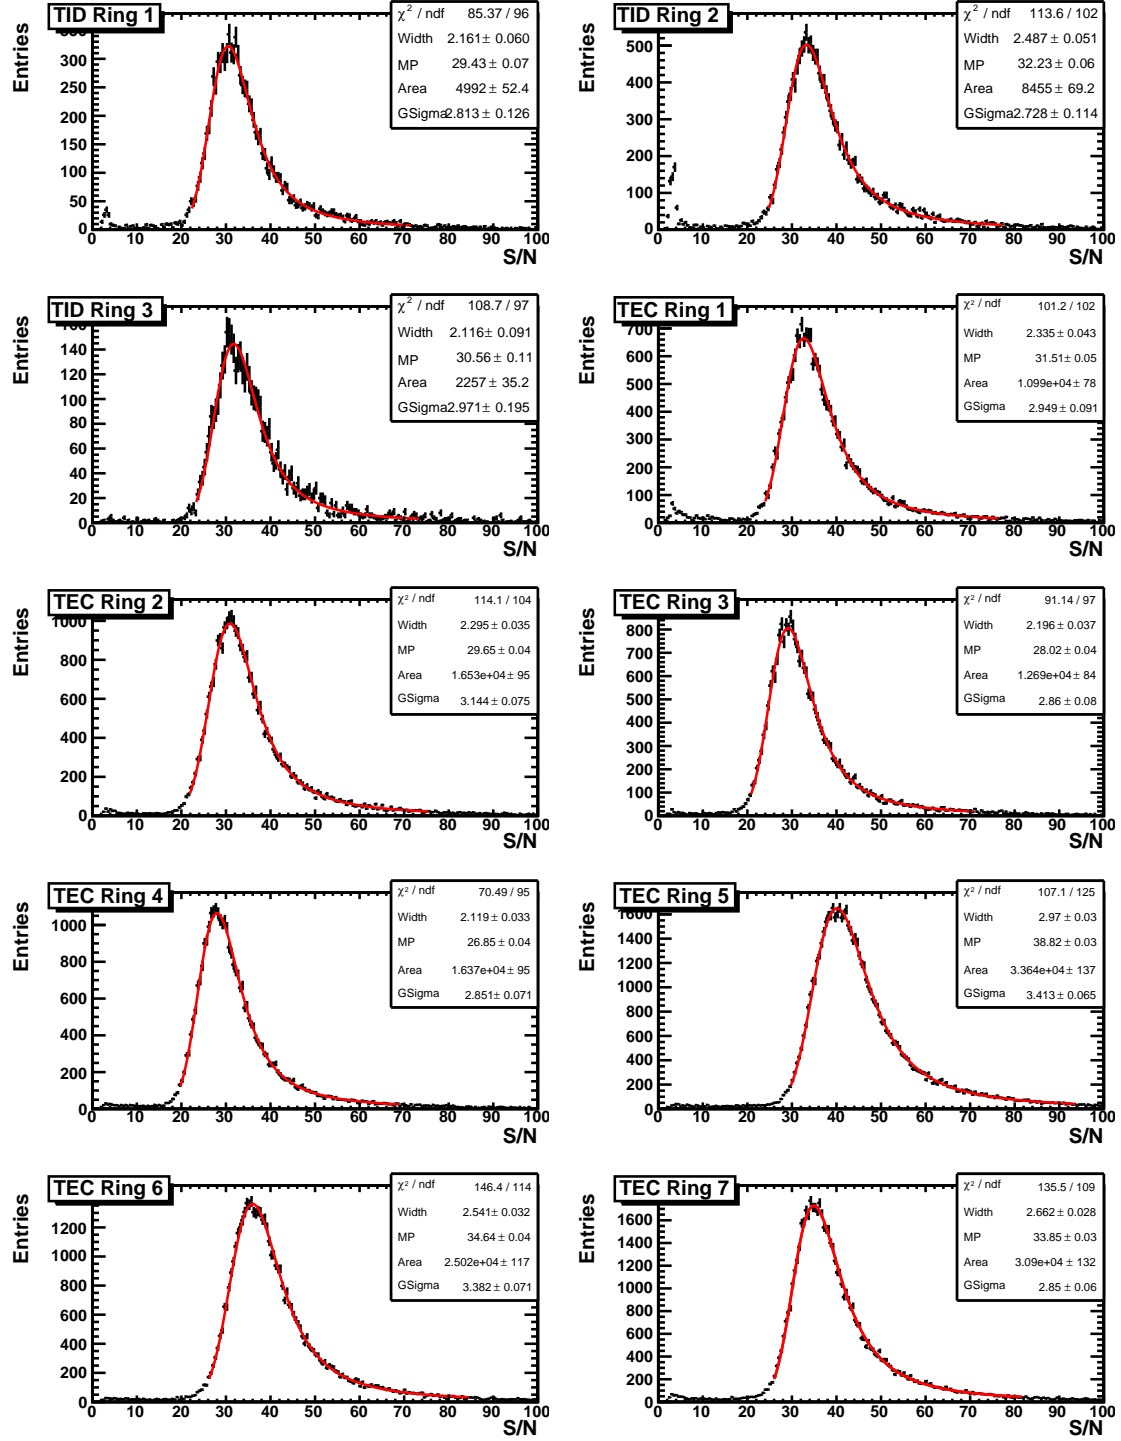 TID Ring 1
χ² / ndf 85.37 / 96
Width 2.161 ± 0.060
MP 29.43 ± 0.07
Area 4992 ± 52.4
GSigma 2.813 ± 0.126
Entries
300
250
200
150
100
50
0
0 10 20 30 40 50 60 70 80 90 100
S/N
TID Ring 2
χ² / ndf 113.6 / 102
Width 2.487 ± 0.051
MP 32.23 ± 0.06
Area 8455 ± 69.2
GSigma 2.728 ± 0.114
Entries
500
400
300
200
100
0
0 10 20 30 40 50 60 70 80 90 100
S/N
TID Ring 3
χ² / ndf 108.7 / 97
Width 2.116 ± 0.091
MP 30.56 ± 0.11
Area 2257 ± 35.2
GSigma 2.971 ± 0.195
Entries
160
140
120
100
80
60
40
20
0
0 10 20 30 40 50 60 70 80 90 100
S/N
TEC Ring 1
χ² / ndf 101.2 / 102
Width 2.335 ± 0.043
MP 31.51 ± 0.05
Area 1.099e+04 ± 78
GSigma 2.949 ± 0.091
Entries
700
600
500
400
300
200
100
0
0 10 20 30 40 50 60 70 80 90 100
S/N
TEC Ring 2
χ² / ndf 114.1 / 104
Width 2.295 ± 0.035
MP 29.65 ± 0.04
Area 1.653e+04 ± 95
GSigma 3.144 ± 0.075
Entries
1000
800
600
400
200
0
0 10 20 30 40 50 60 70 80 90 100
S/N
TEC Ring 3
χ² / ndf 91.14 / 97
Width 2.196 ± 0.037
MP 28.02 ± 0.04
Area 1.269e+04 ± 84
GSigma 2.86 ± 0.08
Entries
800
700
600
500
400
300
200
100
0
0 10 20 30 40 50 60 70 80 90 100
S/N
TEC Ring 4
χ² / ndf 70.49 / 95
Width 2.119 ± 0.033
MP 26.85 ± 0.04
Area 1.637e+04 ± 95
GSigma 2.851 ± 0.071
Entries
1000
800
600
400
200
0
0 10 20 30 40 50 60 70 80 90 100
S/N
TEC Ring 5
χ² / ndf 107.1 / 125
Width 2.97 ± 0.03
MP 38.82 ± 0.03
Area 3.364e+04 ± 137
GSigma 3.413 ± 0.065
Entries
1600
1400
1200
1000
800
600
400
200
0
0 10 20 30 40 50 60 70 80 90 100
S/N
TEC Ring 6
χ² / ndf 146.4 / 114
Width 2.541 ± 0.032
MP 34.64 ± 0.04
Area 2.502e+04 ± 117
GSigma 3.382 ± 0.071
Entries
1200
1000
800
600
400
200
0
0 10 20 30 40 50 60 70 80 90 100
S/N
TEC Ring 7
χ² / ndf 135.5 / 109
Width 2.662 ± 0.028
MP 33.85 ± 0.03
Area 3.09e+04 ± 132
GSigma 2.85 ± 0.06
Entries
1600
1400
1200
1000
800
600
400
200
0
0 10 20 30 40 50 60 70 80 90 100
S/N